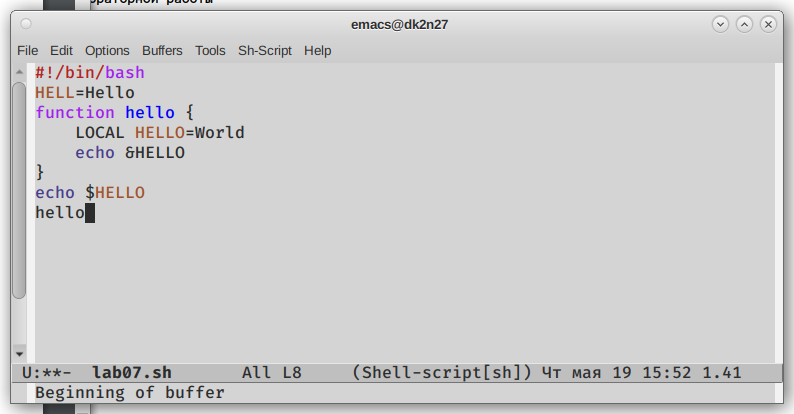 раторной работы
emacs@dk2n27
File Edit Options Buffers Tools Sh-Script Help
#!/bin/bash
HELL=Hello
function hello {
    LOCAL HELLO=World
    echo &HELLO
}
echo $HELLO
hello
U:**-  lab07.sh       All L8     (Shell-script[sh]) Чт мая 19 15:52 1.41
Beginning of buffer